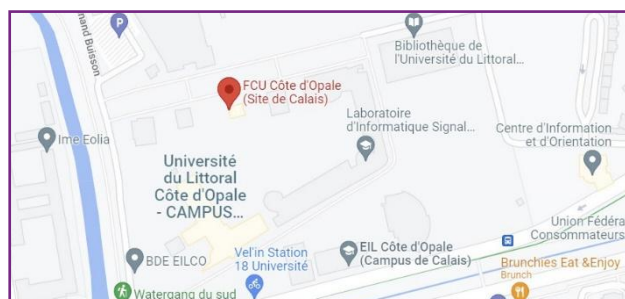 nand Buisson
P
Bibliothèque de
l'Université du Littoral...
FCU Côte d'Opale
(Site de Calais)
Laboratoire
d'Informatique Signal...
Ime Eolia
Centre d'Information
et d'Orientation
Université
du Littoral
Côte d'Opale
- CAMPUS...
Union Fédéra
Consommateurs
BDE EILCO
Vel'in Station
18 Université
EIL Côte d'Opale
(Campus de Calais)
Brunchies Eat &Enjoy
Brunch
Watergang du sud